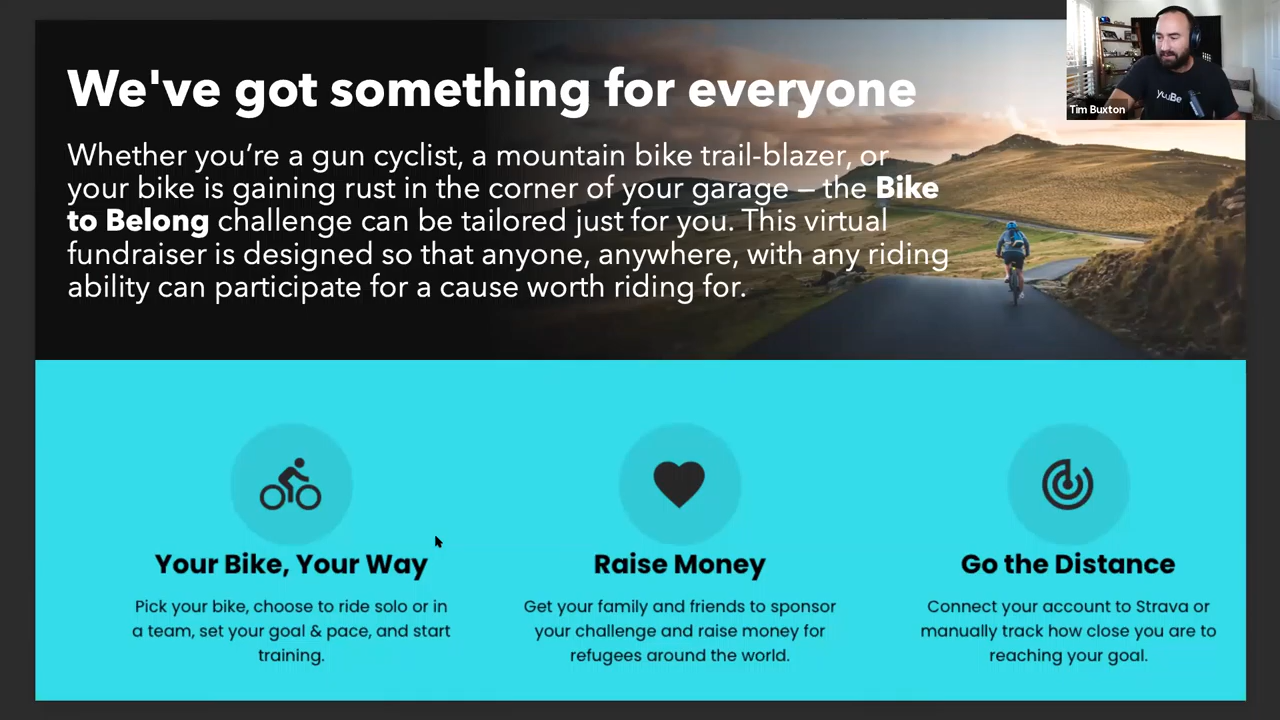 We've got something for everyone
Whether you’re a gun cyclist, a mountain bike trail-blazer, or
your bike is gaining rust in the corner of your garage – the Bike
to Belong challenge can be tailored just for you. This virtual
fundraiser is designed so that anyone, anywhere, with any riding
ability can participate for a cause worth riding for.
Tim Buxton
Your Bike, Your Way
Pick your bike, choose to ride solo or in
a team, set your goal & pace, and start
training.
Raise Money
Get your family and friends to sponsor
your challenge and raise money for
refugees around the world.
Go the Distance
Connect your account to Strava or
manually track how close you are to
reaching your goal.